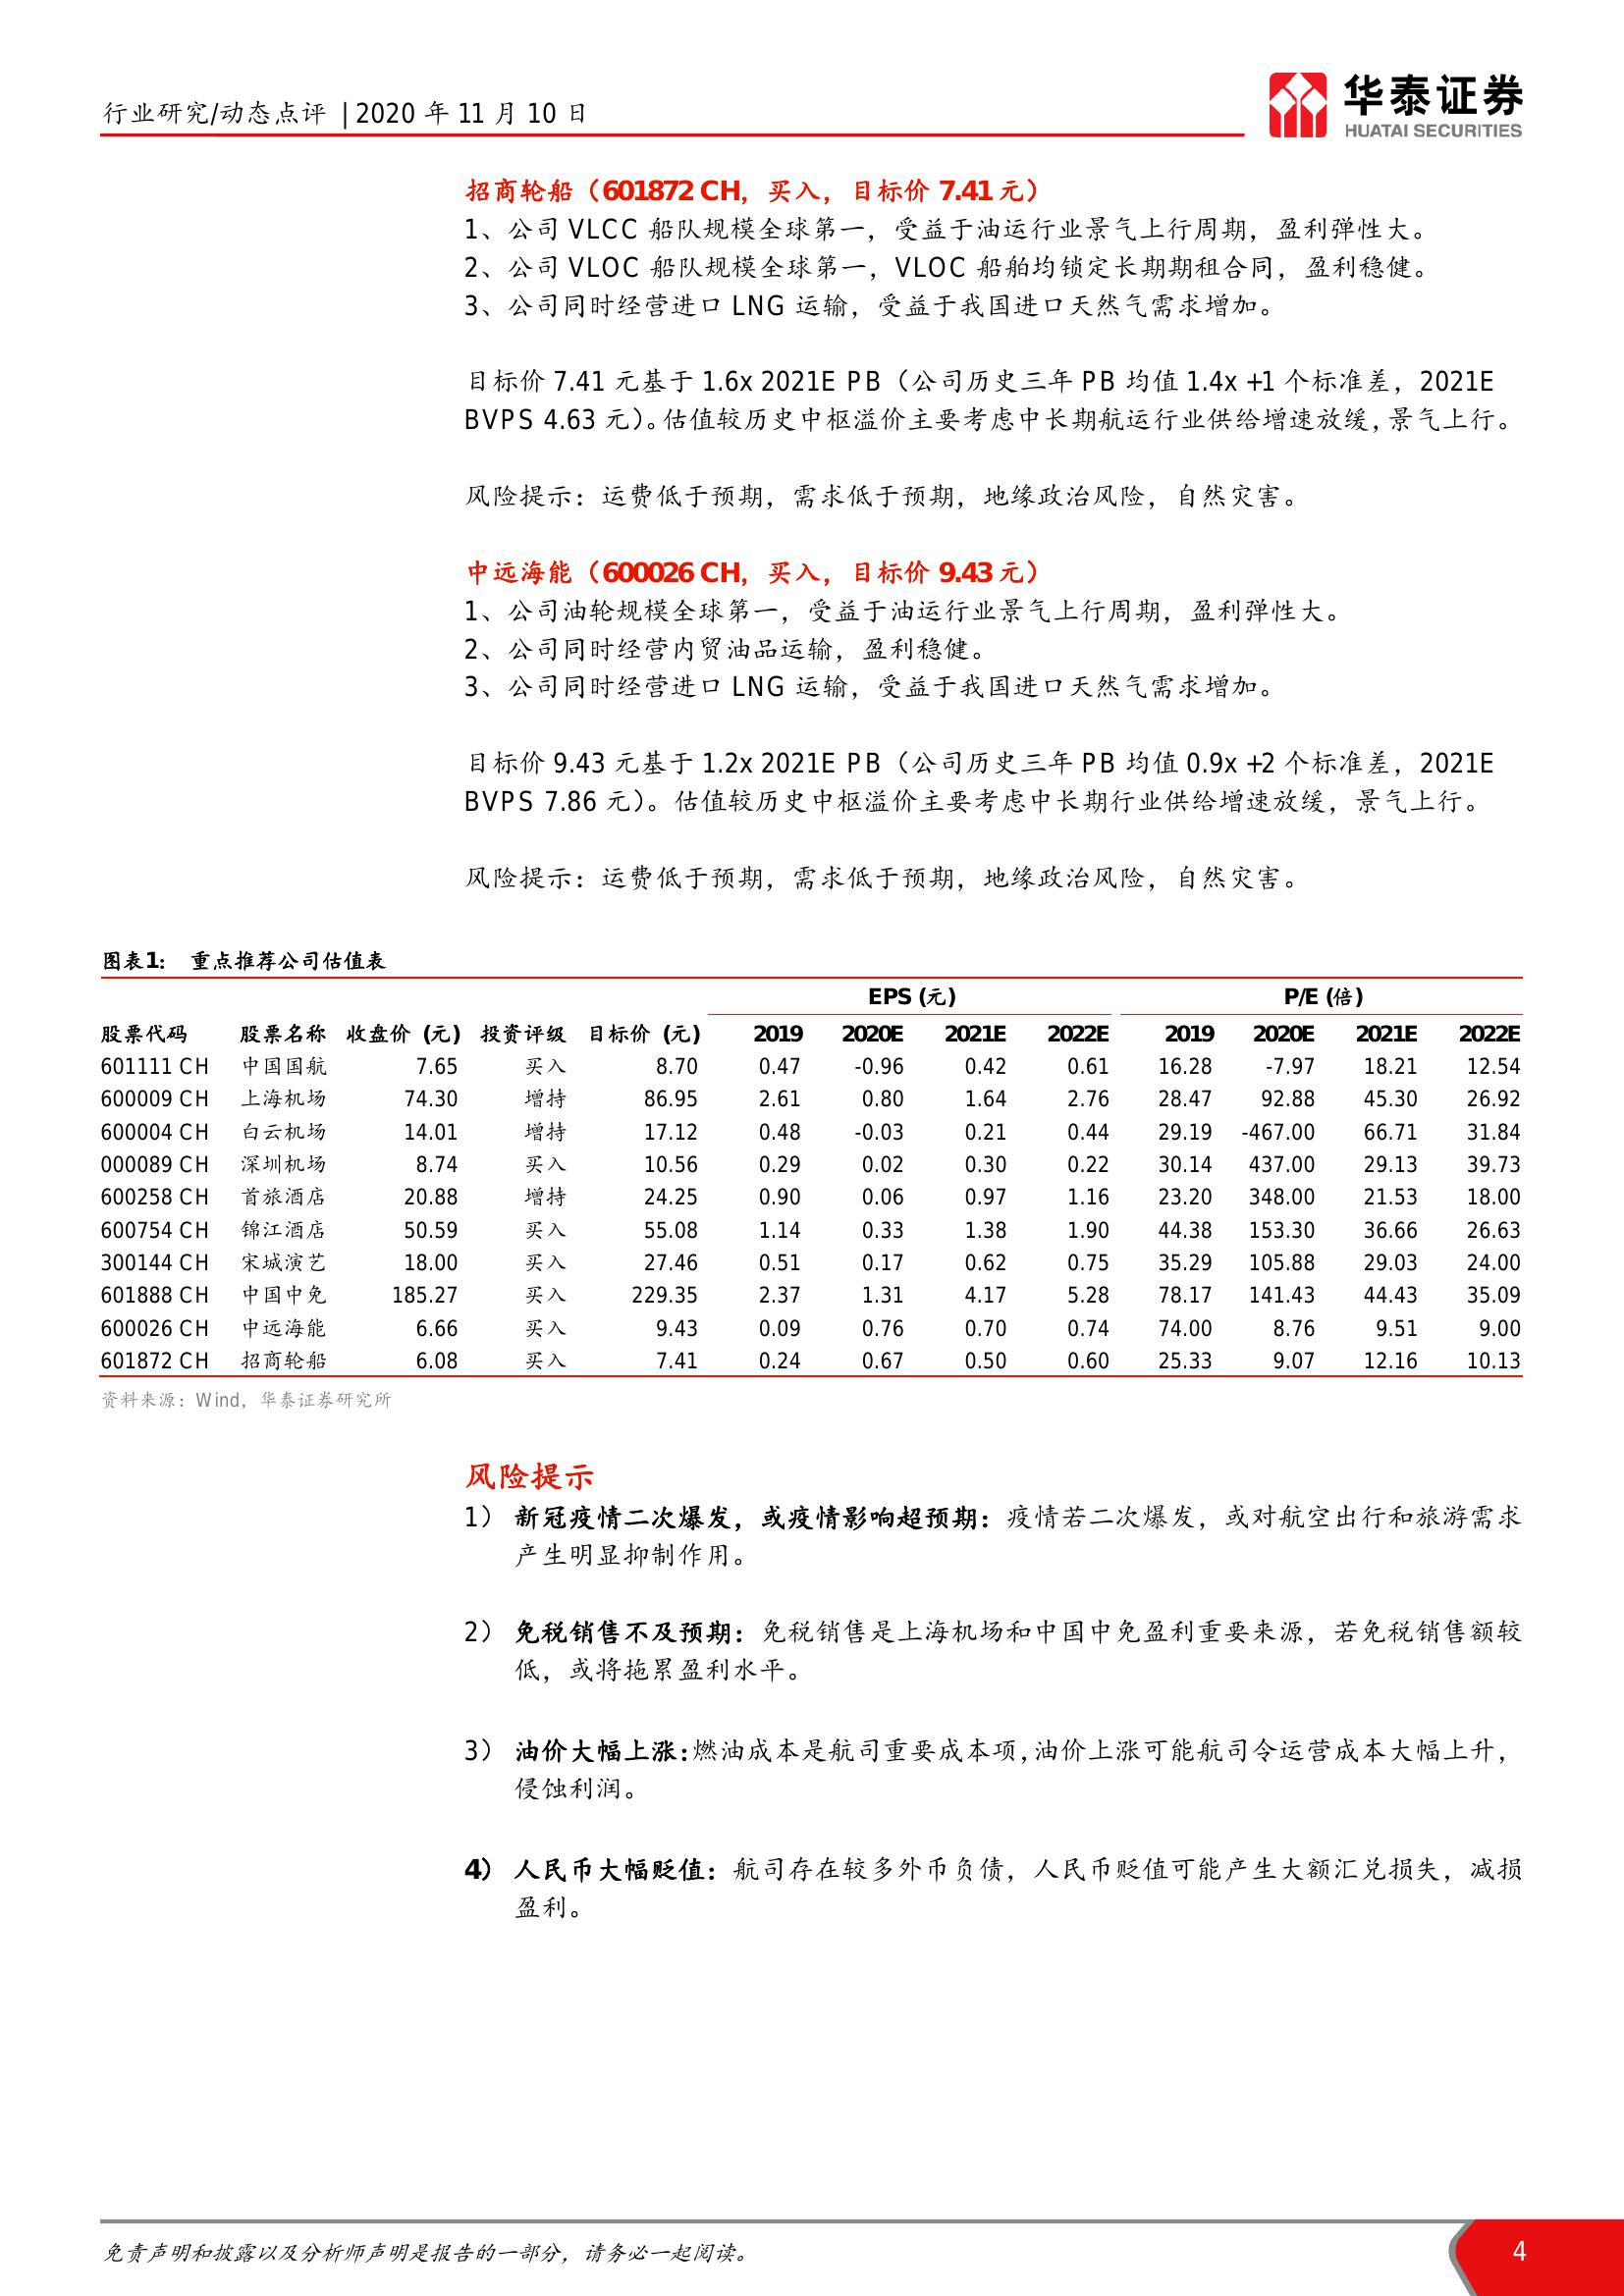 行业研究/动态点评 | 2020 年 11 月 10 日
华泰证券
HUATAI SECURITIES
招商轮船（601872 CH，买入，目标价 7.41 元）
1、公司 VLCC 船队规模全球第一，受益于油运行业景气上行周期，盈利弹性大。
2、公司 VLOC 船队规模全球第一，VLOC 船舶均锁定长期期租合同，盈利稳健。
3、公司同时经营进口 LNG 运输，受益于我国进口天然气需求增加。
目标价 7.41 元基于 1.6x 2021E PB（公司历史三年 PB 均值 1.4x +1 个标准差，2021E
BVPS 4.63 元）。估值较历史中枢溢价主要考虑中长期航运行业供给增速放缓，景气上行。
风险提示：运费低于预期，需求低于预期，地缘政治风险，自然灾害。
中远海能（600026 CH，买入，目标价 9.43 元）
1、公司油轮规模全球第一，受益于油运行业景气上行周期，盈利弹性大。
2、公司同时经营内贸油品运输，盈利稳健。
3、公司同时经营进口 LNG 运输，受益于我国进口天然气需求增加。
目标价 9.43 元基于 1.2x 2021E PB（公司历史三年 PB 均值 0.9x +2 个标准差，2021E
BVPS 7.86 元）。估值较历史中枢溢价主要考虑中长期行业供给增速放缓，景气上行。
风险提示：运费低于预期，需求低于预期，地缘政治风险，自然灾害。
图表1： 重点推荐公司估值表
EPS (元) P/E (倍)
股票代码 股票名称 收盘价 (元) 投资评级 目标价 (元) 2019 2020E 2021E 2022E 2019 2020E 2021E 2022E
601111 CH 中国国航 7.65 买入 8.70 0.47 -0.96 0.42 0.61 16.28 -7.97 18.21 12.54
600009 CH 上海机场 74.30 增持 86.95 2.61 0.80 1.64 2.76 28.47 92.88 45.30 26.92
600004 CH 白云机场 14.01 增持 17.12 0.48 -0.03 0.21 0.44 29.19 -467.00 66.71 31.84
000089 CH 深圳机场 8.74 买入 10.56 0.29 0.02 0.30 0.22 30.14 437.00 29.13 39.73
600258 CH 首旅酒店 20.88 增持 24.25 0.90 0.06 0.97 1.16 23.20 348.00 21.53 18.00
600754 CH 锦江酒店 50.59 买入 55.08 1.14 0.33 1.38 1.90 44.38 153.30 36.66 26.63
300144 CH 宋城演艺 18.00 买入 27.46 0.51 0.17 0.62 0.75 35.29 105.88 29.03 24.00
601888 CH 中国中免 185.27 买入 229.35 2.37 1.31 4.17 5.28 78.17 141.43 44.43 35.09
600026 CH 中远海能 6.66 买入 9.43 0.09 0.76 0.70 0.74 74.00 8.76 9.51 9.00
601872 CH 招商轮船 6.08 买入 7.41 0.24 0.67 0.50 0.60 25.33 9.07 12.16 10.13
资料来源：Wind，华泰证券研究所
风险提示
1） 新冠疫情二次爆发，或疫情影响超预期：疫情若二次爆发，或对航空出行和旅游需求
产生明显抑制作用。
2） 免税销售不及预期：免税销售是上海机场和中国中免盈利重要来源，若免税销售额较
低，或将拖累盈利水平。
3） 油价大幅上涨：燃油成本是航司重要成本项，油价上涨可能航司令运营成本大幅上升，
侵蚀利润。
4） 人民币大幅贬值：航司存在较多外币负债，人民币贬值可能产生大额汇兑损失，减损
盈利。
免责声明和披露以及分析师声明是报告的一部分，请务必一起阅读。 4